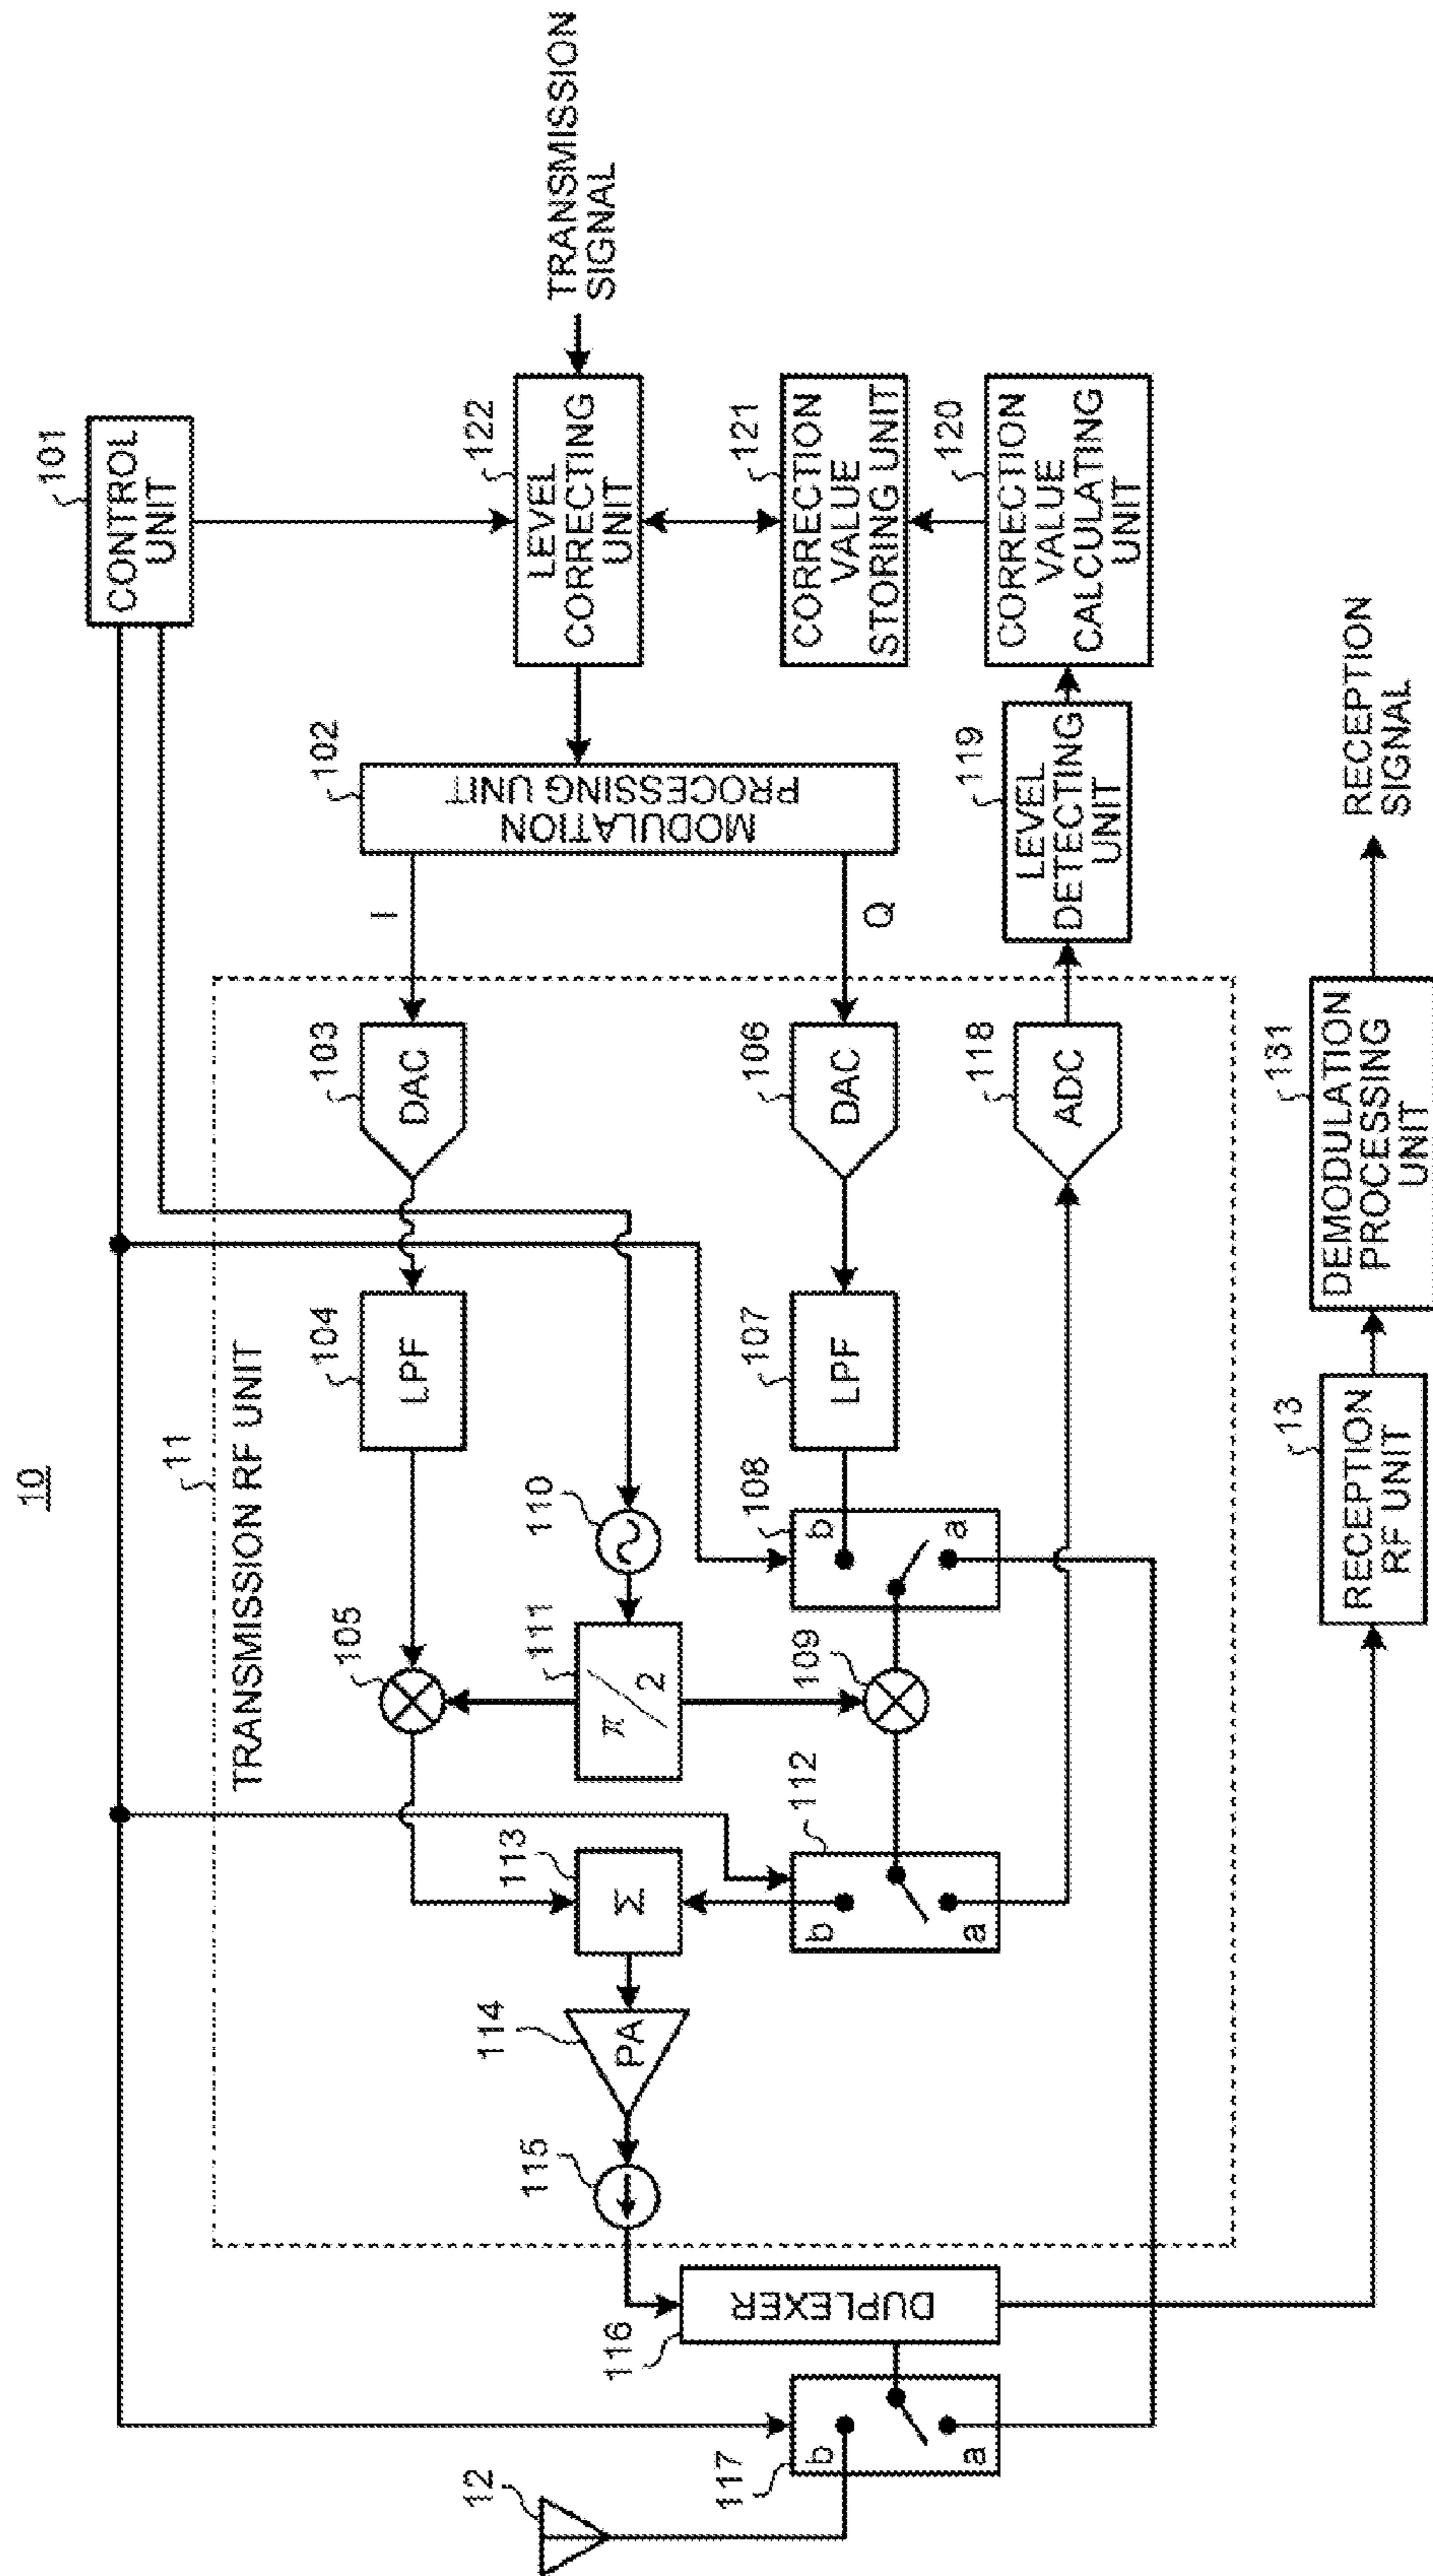 10
101
CONTROL
UNIT
TRANSMISSION
SIGNAL
122
LEVEL
CORRECTING
UNIT
121
CORRECTION
VALUE
STORING UNIT
120
CORRECTION
VALUE
CALCULATING
UNIT
102
MODULATION
PROCESSING UNIT
119
LEVEL
DETECTING
UNIT
I
Q
11
TRANSMISSION RF UNIT
103
DAC
104
LPF
105
106
DAC
107
LPF
108
b
a
109
110
111
π/2
112
b
a
113
Σ
114
PA
115
118
ADC
116
DUPLEXER
117
b
a
12
13
RECEPTION
RF UNIT
131
DEMODULATION
PROCESSING
UNIT
RECEPTION
SIGNAL